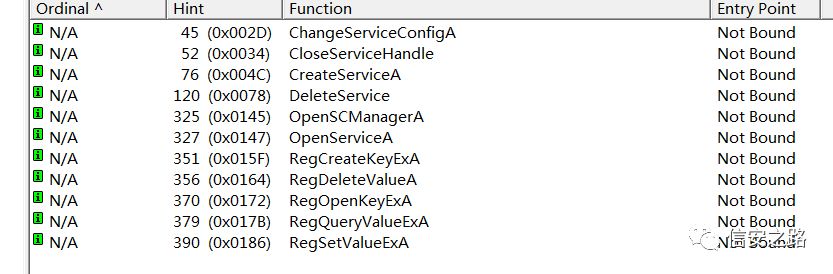 Ordinal ^ Hint Function Entry Point
N/A 45 (0x002D) ChangeServiceConfigA Not Bound
N/A 52 (0x0034) CloseServiceHandle Not Bound
N/A 76 (0x004C) CreateServiceA Not Bound
N/A 120 (0x0078) DeleteService Not Bound
N/A 325 (0x0145) OpenSCManagerA Not Bound
N/A 327 (0x0147) OpenServiceA Not Bound
N/A 351 (0x015F) RegCreateKeyExA Not Bound
N/A 356 (0x0164) RegDeleteValueA Not Bound
N/A 370 (0x0172) RegOpenKeyExA Not Bound
N/A 379 (0x017B) RegQueryValueExA Not Bound
N/A 390 (0x0186) RegSetValueExA Not Bound
信安之路